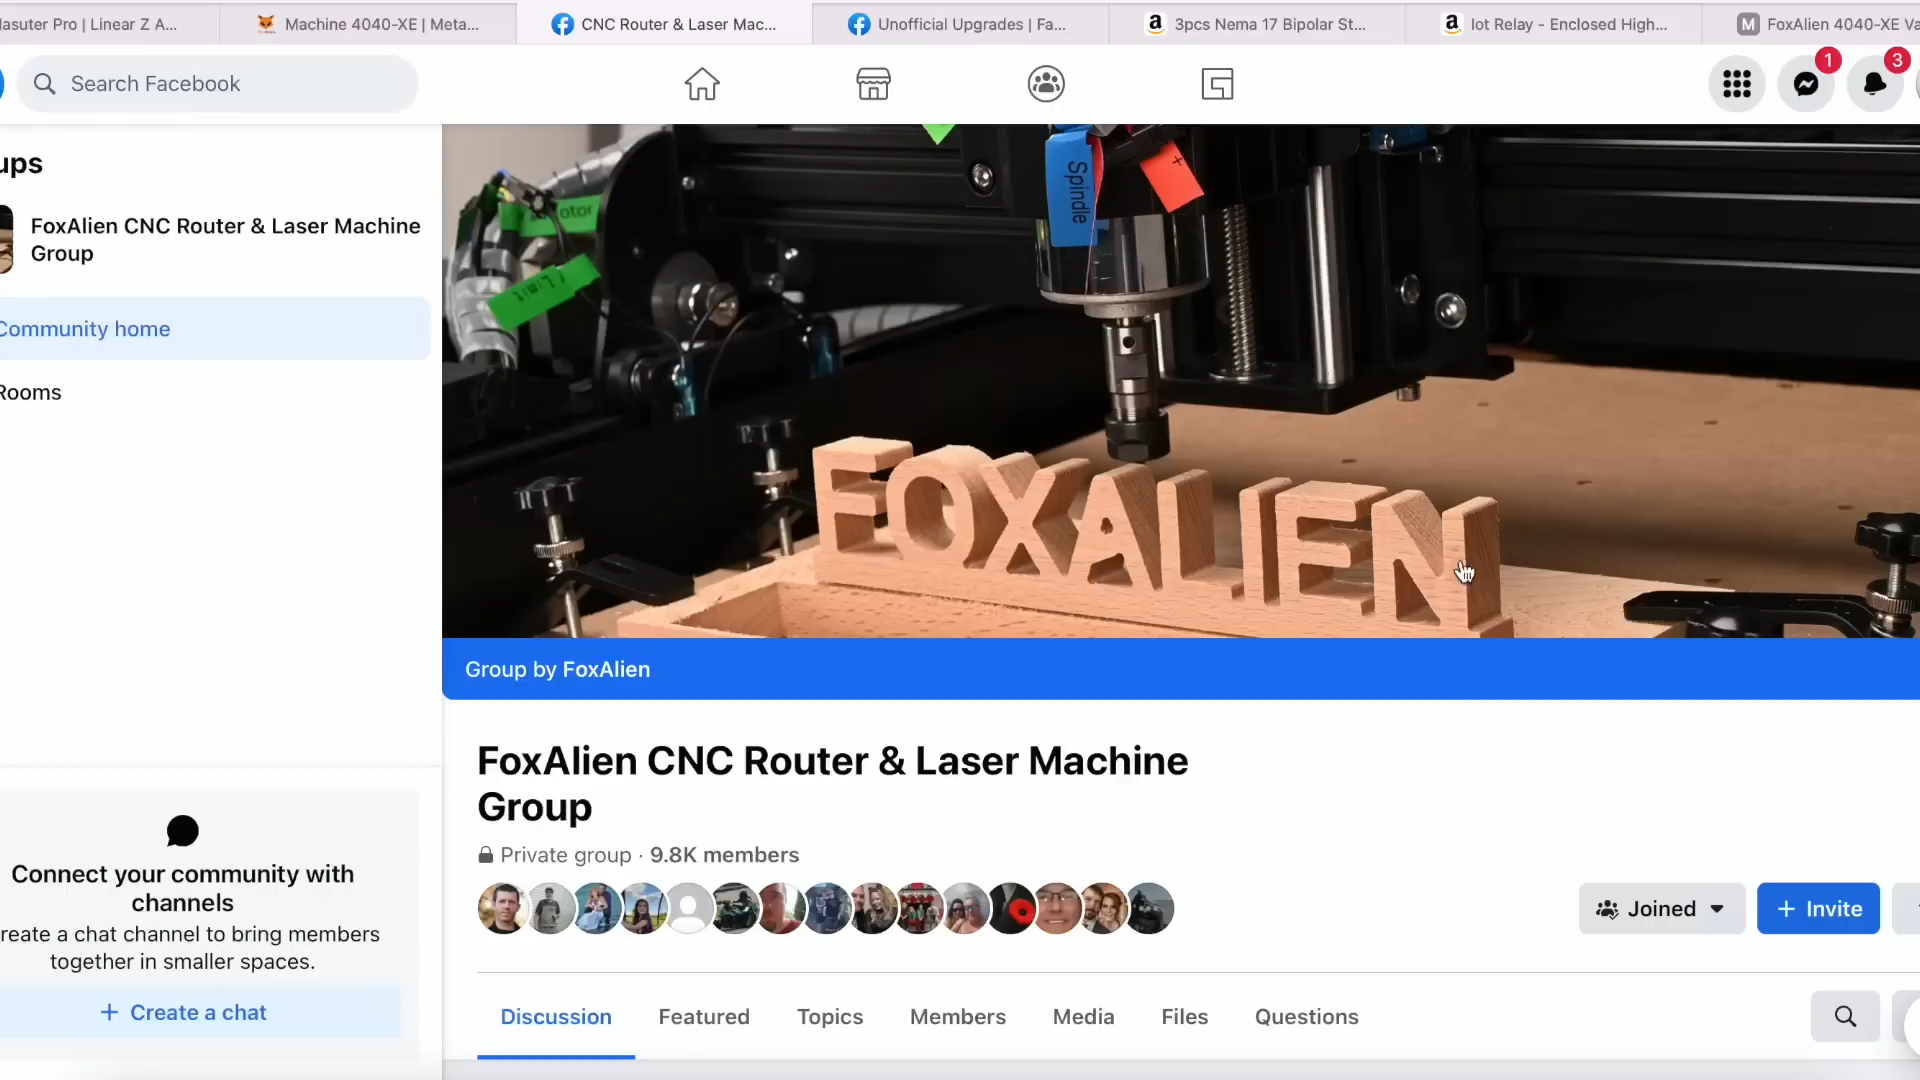 lasuter Pro | Linear Z A...
Machine 4040-XE | Meta...
CNC Router & Laser Mac...
Unofficial Upgrades | Fa...
3pcs Nema 17 Bipolar St...
Iot Relay - Enclosed High...
M
FoxAlien 4040-XE Va
Search Facebook
1
3
ups
FoxAlien CNC Router & Laser Machine
Group
Community home
Rooms
Spindle
+
otor
Limit
FOXALIEN
Group by FoxAlien
FoxAlien CNC Router & Laser Machine
Group
Private group · 9.8K members
Joined
+ Invite
Connect your community with
channels
reate a chat channel to bring members
together in smaller spaces.
+ Create a chat
Discussion
Featured
Topics
Members
Media
Files
Questions